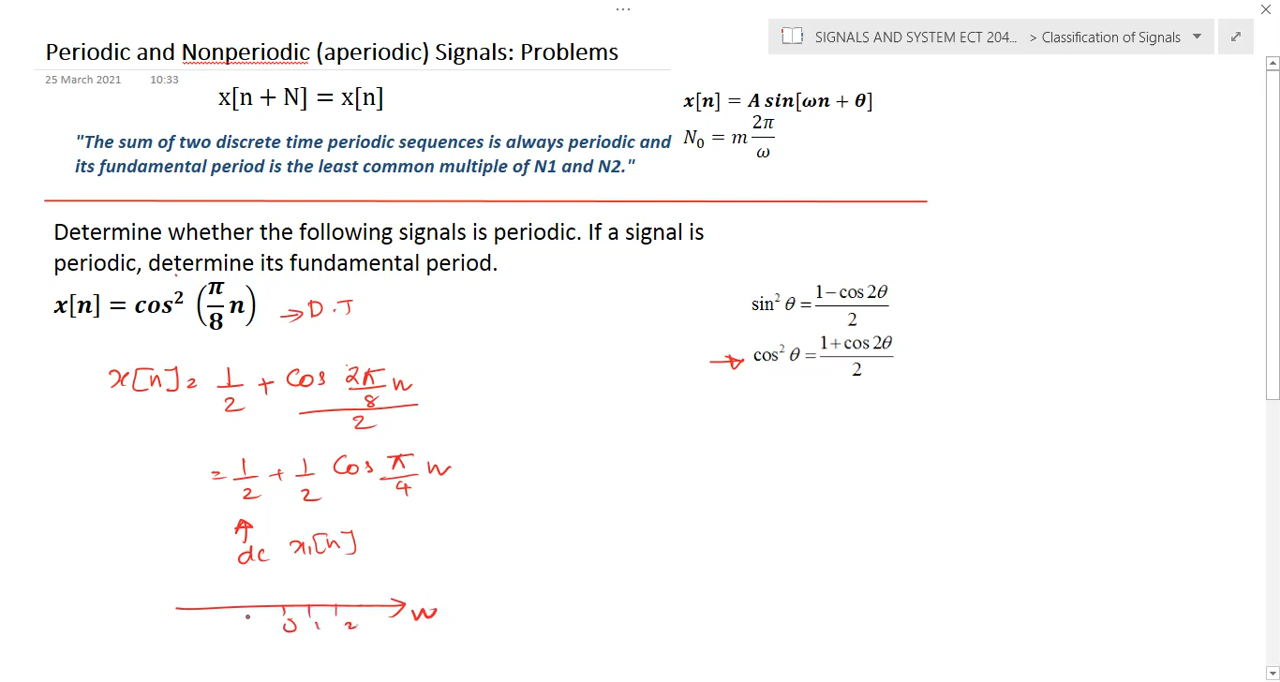 ...
SIGNALS AND SYSTEM ECT 204... > Classification of Signals
Periodic and Nonperiodic (aperiodic) Signals: Problems
25 March 2021 10:33
x[n + N] = x[n]
x[n] = A sin[ωn + θ]
N₀ = m 2π/ω
"The sum of two discrete time periodic sequences is always periodic and
its fundamental period is the least common multiple of N1 and N2."
Determine whether the following signals is periodic. If a signal is
periodic, determine its fundamental period.
x[n] = cos² (π/8 n) → D.T
sin² θ = (1 − cos 2θ)/2
→ cos² θ = (1 + cos 2θ)/2
x[n] = 1/2 + (cos 2π/8 n)/2
= 1/2 + 1/2 cos π/4 n
↑
dc x₁[n]
n
0 1 2